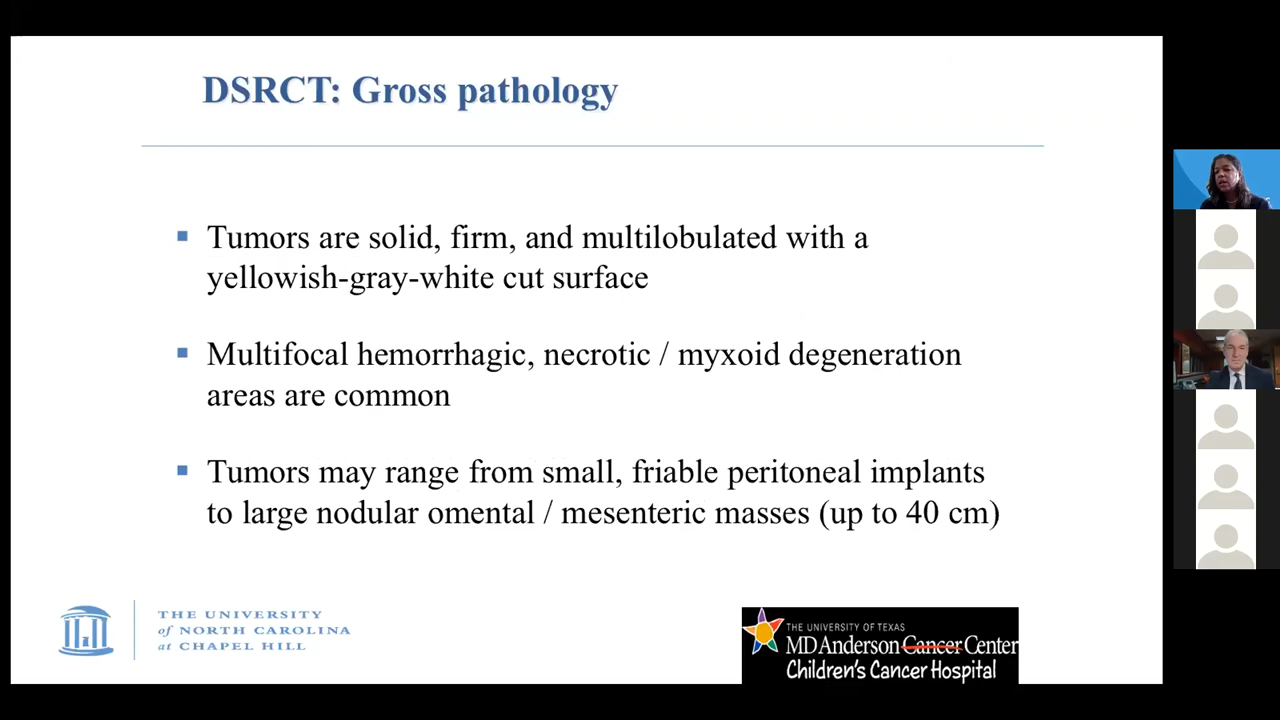 DSRCT: Gross pathology
▪ Tumors are solid, firm, and multilobulated with a
yellowish-gray-white cut surface
▪ Multifocal hemorrhagic, necrotic / myxoid degeneration
areas are common
▪ Tumors may range from small, friable peritoneal implants
to large nodular omental / mesenteric masses (up to 40 cm)
THE UNIVERSITY
of NORTH CAROLINA
at CHAPEL HILL
THE UNIVERSITY OF TEXAS
MD Anderson Cancer Center
Children's Cancer Hospital